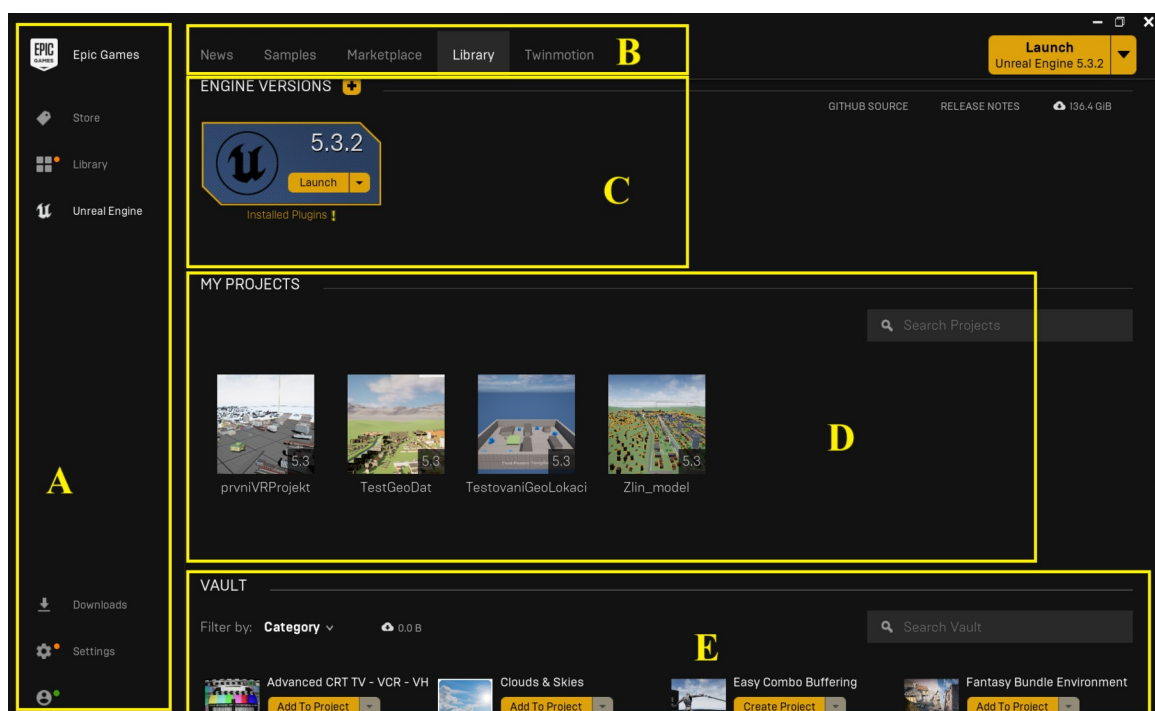 EPIC
GAMES
Epic Games
Store
Library
Unreal Engine
A
Downloads
Settings
News Samples Marketplace Library Twinmotion B
Launch
Unreal Engine 5.3.2
ENGINE VERSIONS
GITHUB SOURCE RELEASE NOTES 136.4 GiB
5.3.2
Launch
Installed Plugins !
C
MY PROJECTS
Search Projects
5.3 5.3 5.3 5.3
prvniVRProjekt TestGeoDat TestovaniGeoLokaci Zlin_model
D
VAULT
Filter by: Category 0.0 B
Search Vault
E
Advanced CRT TV - VCR - VH Clouds & Skies Easy Combo Buffering Fantasy Bundle Environment
Add To Project Add To Project Create Project Add To Project